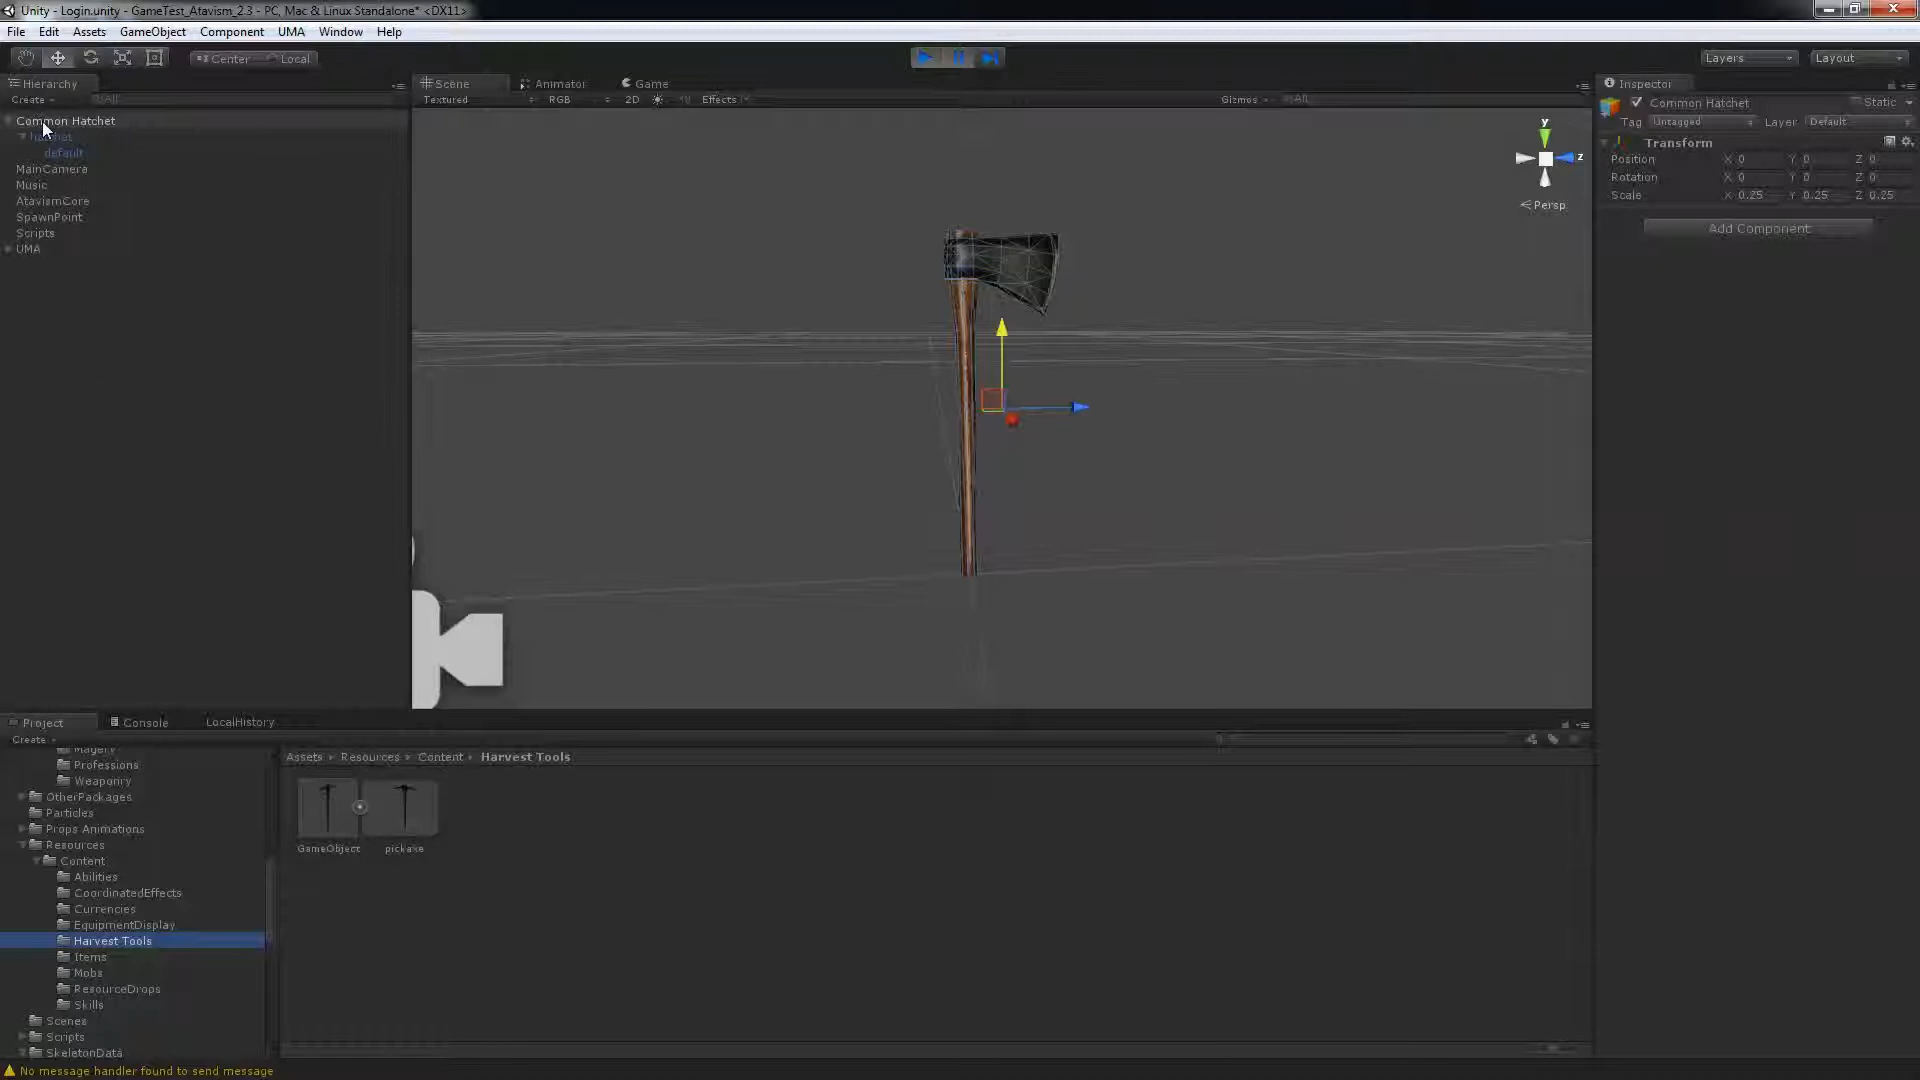 Unity - Login.unity - GameTest_Atavism_2.3 - PC, Mac & Linux Standalone* <DX11>
File Edit Assets GameObject Component UMA Window Help
Center Local Layers Layout
Hierarchy
Create All
Common Hatchet
hatchet
default
MainCamera
Music
AtavismCore
SpawnPoint
Scripts
UMA
Scene Animator Game
Textured RGB 2D Effects Gizmos All
y
z
Persp
Inspector
Common Hatchet Static
Tag Untagged Layer Default
Transform
Position X 0 Y 0 Z 0
Rotation X 0 Y 0 Z 0
Scale X 0.25 Y 0.25 Z 0.25
Add Component
Project Console LocalHistory
Create
Magery
Professions
Weaponry
OtherPackages
Particles
Props Animations
Resources
Content
Abilities
CoordinatedEffects
Currencies
EquipmentDisplay
Harvest Tools
Items
Mobs
ResourceDrops
Skills
Scenes
Scripts
SkeletonData
Assets Resources Content Harvest Tools
GameObject pickaxe
No message handler found to send message